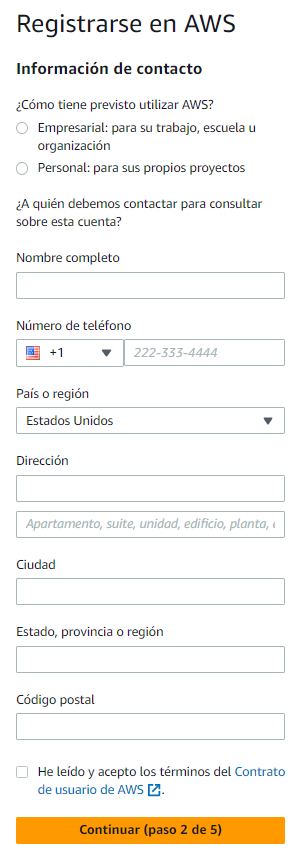 Registrarse en AWS
Información de contacto
¿Cómo tiene previsto utilizar AWS?
Empresarial: para su trabajo, escuela u
organización
Personal: para sus propios proyectos
¿A quién debemos contactar para consultar
sobre esta cuenta?
Nombre completo
Número de teléfono
+1 222-333-4444
País o región
Estados Unidos
Dirección
Apartamento, suite, unidad, edificio, planta,
Ciudad
Estado, provincia o región
Código postal
He leído y acepto los términos del Contrato
de usuario de AWS.
Continuar (paso 2 de 5)